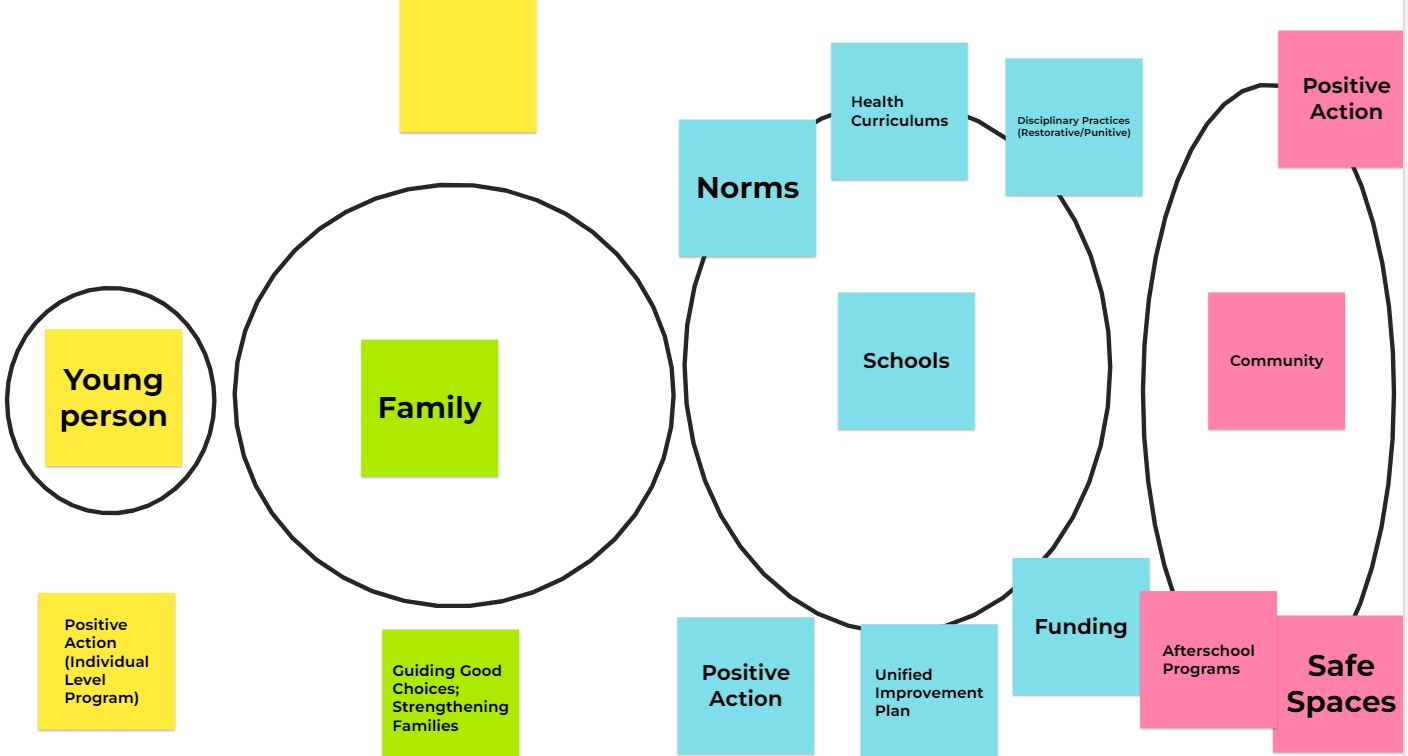 Young
person
Positive
Action
(Individual
Level
Program)
Family
Guiding Good
Choices;
Strengthening
Families
Norms
Health
Curriculums
Disciplinary Practices
(Restorative/Punitive)
Schools
Positive
Action
Unified
Improvement
Plan
Funding
Positive
Action
Community
Afterschool
Programs
Safe
Spaces